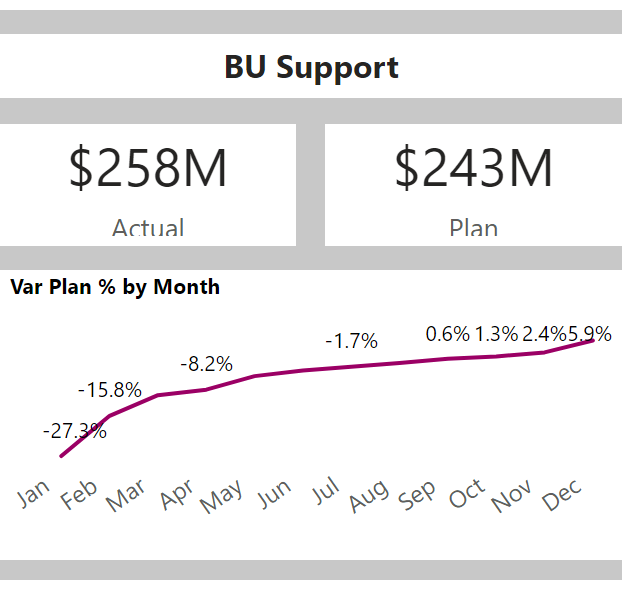 BU Support
$258M
$243M
Actual
Plan
Var Plan % by Month
-27.3%
-15.8%
-8.2%
-1.7%
0.6%
1.3%
2.4%
5.9%
Jan
Feb
Mar
Apr
May
Jun
Jul
Aug
Sep
Oct
Nov
Dec